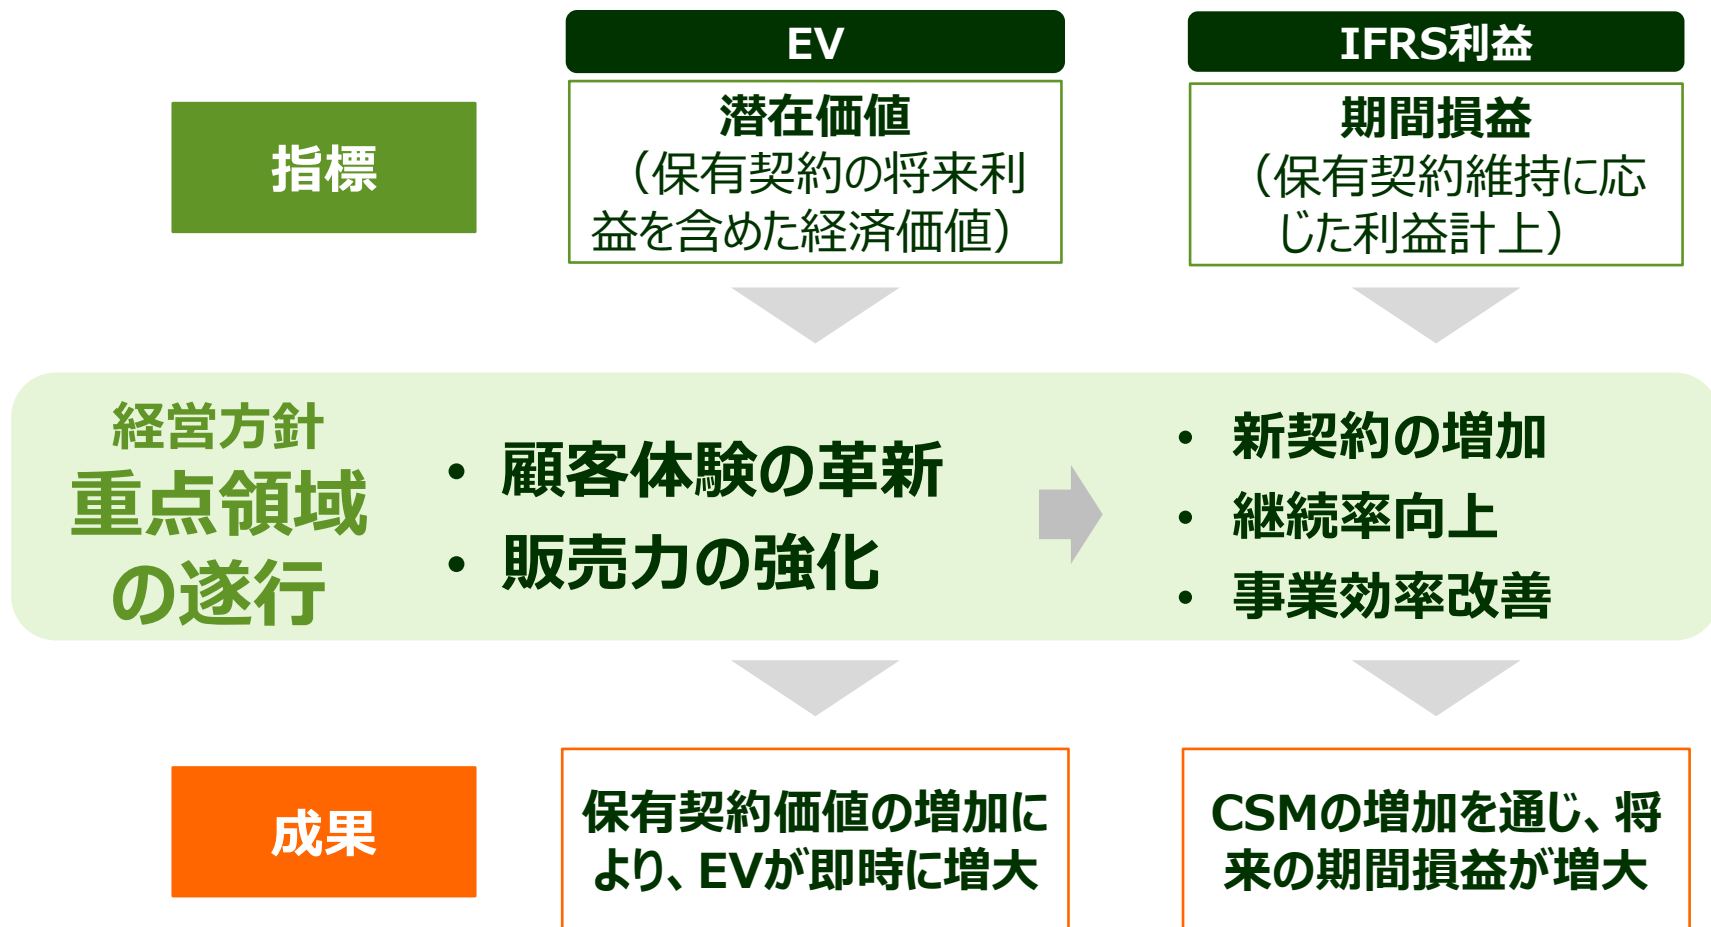 EV
IFRS利益
指標
潜在価値
（保有契約の将来利
益を含めた経済価値）
期間損益
（保有契約維持に応
じた利益計上）
経営方針
重点領域
の遂行
• 顧客体験の革新
• 販売力の強化
• 新契約の増加
• 継続率向上
• 事業効率改善
成果
保有契約価値の増加に
より、EVが即時に増大
CSMの増加を通じ、将
来の期間損益が増大